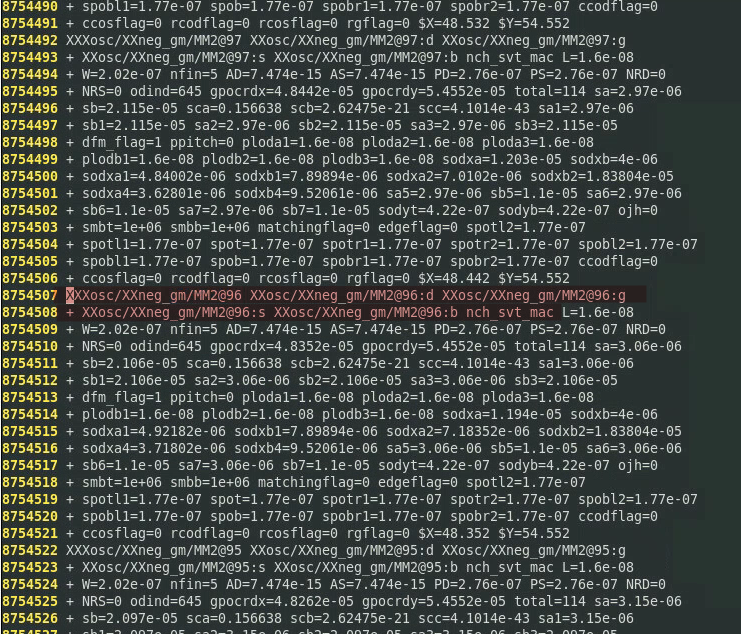 8754490 + spobl1=1.77e-07 spob=1.77e-07 spobr1=1.77e-07 spobr2=1.77e-07 ccodflag=0
8754491 + ccosflag=0 rcodflag=0 rcosflag=0 rgflag=0 $X=48.532 $Y=54.552
8754492 XXXosc/XXneg_gm/MM2@97 XXosc/XXneg_gm/MM2@97:d XXosc/XXneg_gm/MM2@97:g
8754493 + XXosc/XXneg_gm/MM2@97:s XXosc/XXneg_gm/MM2@97:b nch_svt_mac L=1.6e-08
8754494 + W=2.02e-07 nfin=5 AD=7.474e-15 AS=7.474e-15 PD=2.76e-07 PS=2.76e-07 NRD=0
8754495 + NRS=0 odind=645 gpocrdx=4.8442e-05 gpocrdy=5.4552e-05 total=114 sa=2.97e-06
8754496 + sb=2.115e-05 sca=0.156638 scb=2.62475e-21 scc=4.1014e-43 sa1=2.97e-06
8754497 + sb1=2.115e-05 sa2=2.97e-06 sb2=2.115e-05 sa3=2.97e-06 sb3=2.115e-05
8754498 + dfm_flag=1 ppitch=0 ploda1=1.6e-08 ploda2=1.6e-08 ploda3=1.6e-08
8754499 + plodb1=1.6e-08 plodb2=1.6e-08 plodb3=1.6e-08 sodxa=1.203e-05 sodxb=4e-06
8754500 + sodxa1=4.84002e-06 sodxb1=7.89894e-06 sodxa2=7.0102e-06 sodxb2=1.83804e-05
8754501 + sodxa4=3.62801e-06 sodxb4=9.52061e-06 sa5=2.97e-06 sb5=1.1e-05 sa6=2.97e-06
8754502 + sb6=1.1e-05 sa7=2.97e-06 sb7=1.1e-05 sodyt=4.22e-07 sodyb=4.22e-07 ojh=0
8754503 + smbt=1e+06 smbb=1e+06 matchingflag=0 edgeflag=0 spotl2=1.77e-07
8754504 + spotl1=1.77e-07 spot=1.77e-07 spotr1=1.77e-07 spotr2=1.77e-07 spobl2=1.77e-07
8754505 + spobl1=1.77e-07 spob=1.77e-07 spobr1=1.77e-07 spobr2=1.77e-07 ccodflag=0
8754506 + ccosflag=0 rcodflag=0 rcosflag=0 rgflag=0 $X=48.442 $Y=54.552
8754507 XXXosc/XXneg_gm/MM2@96 XXosc/XXneg_gm/MM2@96:d XXosc/XXneg_gm/MM2@96:g
8754508 + XXosc/XXneg_gm/MM2@96:s XXosc/XXneg_gm/MM2@96:b nch_svt_mac L=1.6e-08
8754509 + W=2.02e-07 nfin=5 AD=7.474e-15 AS=7.474e-15 PD=2.76e-07 PS=2.76e-07 NRD=0
8754510 + NRS=0 odind=645 gpocrdx=4.8352e-05 gpocrdy=5.4552e-05 total=114 sa=3.06e-06
8754511 + sb=2.106e-05 sca=0.156638 scb=2.62475e-21 scc=4.1014e-43 sa1=3.06e-06
8754512 + sb1=2.106e-05 sa2=3.06e-06 sb2=2.106e-05 sa3=3.06e-06 sb3=2.106e-05
8754513 + dfm_flag=1 ppitch=0 ploda1=1.6e-08 ploda2=1.6e-08 ploda3=1.6e-08
8754514 + plodb1=1.6e-08 plodb2=1.6e-08 plodb3=1.6e-08 sodxa=1.194e-05 sodxb=4e-06
8754515 + sodxa1=4.92182e-06 sodxb1=7.89894e-06 sodxa2=7.18352e-06 sodxb2=1.83804e-05
8754516 + sodxa4=3.71802e-06 sodxb4=9.52061e-06 sa5=3.06e-06 sb5=1.1e-05 sa6=3.06e-06
8754517 + sb6=1.1e-05 sa7=3.06e-06 sb7=1.1e-05 sodyt=4.22e-07 sodyb=4.22e-07 ojh=0
8754518 + smbt=1e+06 smbb=1e+06 matchingflag=0 edgeflag=0 spotl2=1.77e-07
8754519 + spotl1=1.77e-07 spot=1.77e-07 spotr1=1.77e-07 spotr2=1.77e-07 spobl2=1.77e-07
8754520 + spobl1=1.77e-07 spob=1.77e-07 spobr1=1.77e-07 spobr2=1.77e-07 ccodflag=0
8754521 + ccosflag=0 rcodflag=0 rcosflag=0 rgflag=0 $X=48.352 $Y=54.552
8754522 XXXosc/XXneg_gm/MM2@95 XXosc/XXneg_gm/MM2@95:d XXosc/XXneg_gm/MM2@95:g
8754523 + XXosc/XXneg_gm/MM2@95:s XXosc/XXneg_gm/MM2@95:b nch_svt_mac L=1.6e-08
8754524 + W=2.02e-07 nfin=5 AD=7.474e-15 AS=7.474e-15 PD=2.76e-07 PS=2.76e-07 NRD=0
8754525 + NRS=0 odind=645 gpocrdx=4.8262e-05 gpocrdy=5.4552e-05 total=114 sa=3.15e-06
8754526 + sb=2.097e-05 sca=0.156638 scb=2.62475e-21 scc=4.1014e-43 sa1=3.15e-06